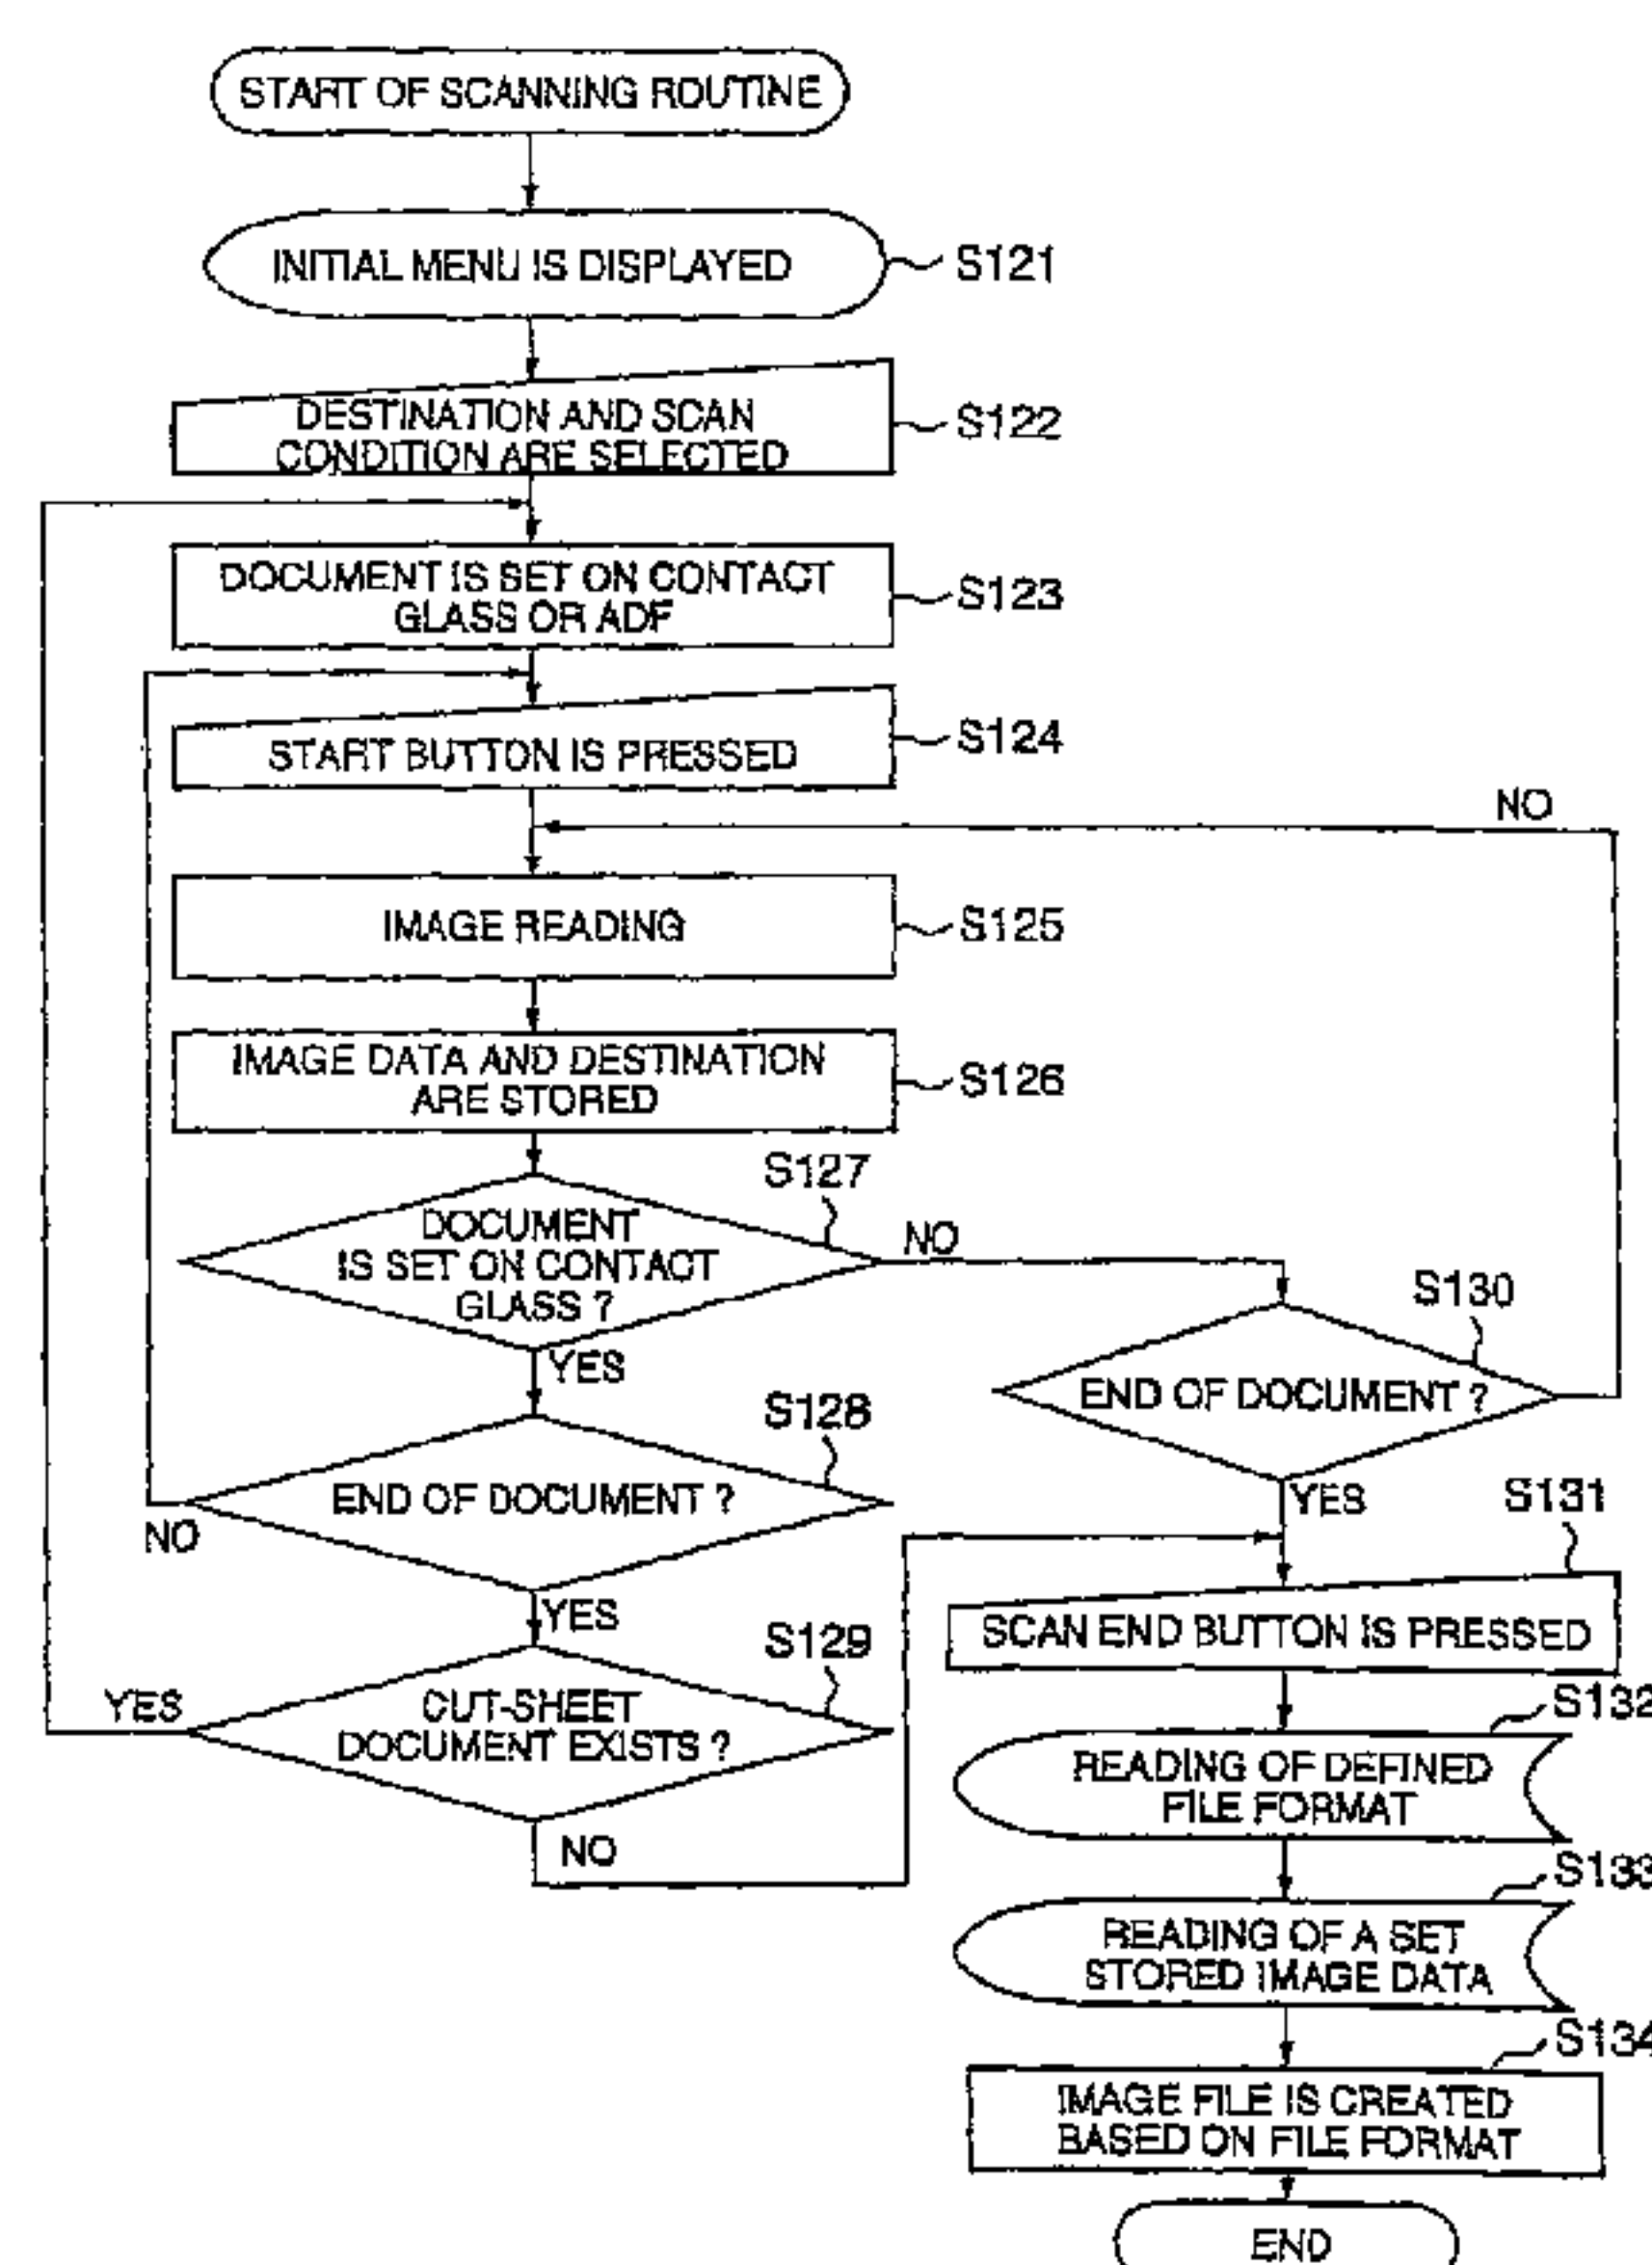 START OF SCANNING ROUTINE
INITIAL MENU IS DISPLAYED
S121
DESTINATION AND SCAN
CONDITION ARE SELECTED
S122
DOCUMENT IS SET ON CONTACT
GLASS OR ADF
S123
START BUTTON IS PRESSED
S124
NO
IMAGE READING
S125
IMAGE DATA AND DESTINATION
ARE STORED
S126
S127
DOCUMENT
IS SET ON CONTACT
GLASS ?
NO
YES
S130
END OF DOCUMENT ?
YES
S128
END OF DOCUMENT ?
NO
YES
S131
SCAN END BUTTON IS PRESSED
S129
CUT-SHEET
DOCUMENT EXISTS ?
YES
NO
S132
READING OF DEFINED
FILE FORMAT
S133
READING OF A SET
STORED IMAGE DATA
S134
IMAGE FILE IS CREATED
BASED ON FILE FORMAT
END